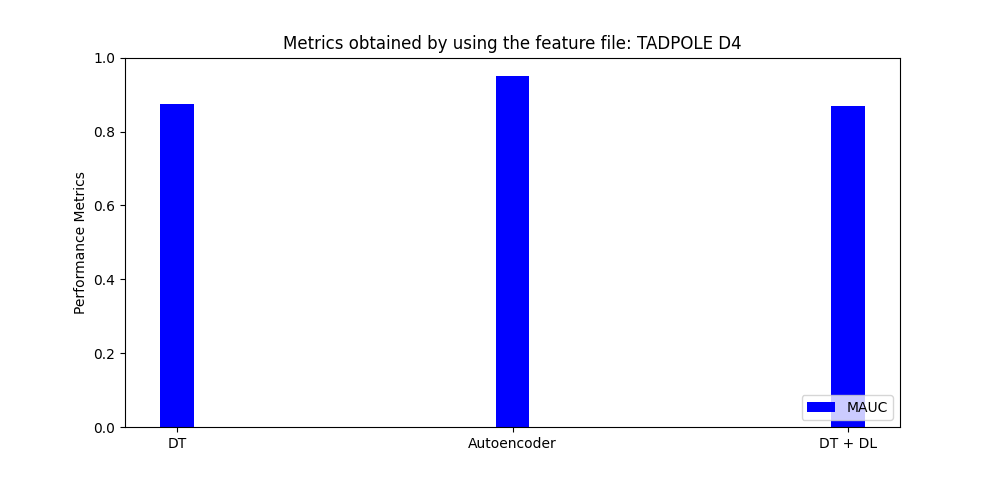 Metrics obtained by using the feature file: TADPOLE D4
Performance Metrics
1.0
0.8
0.6
0.4
0.2
0.0
MAUC
DT
Autoencoder
DT + DL